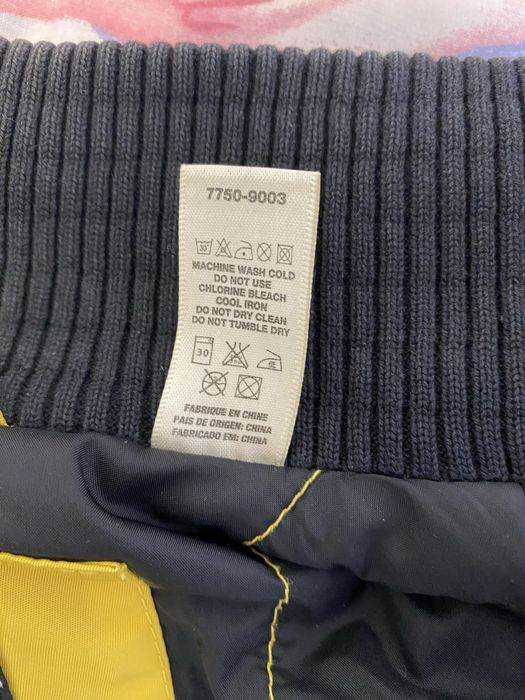 7750-9003
30
MACHINE WASH COLD
DO NOT USE
CHLORINE BLEACH
COOL IRON
DO NOT DRY CLEAN
DO NOT TUMBLE DRY
30
FABRIQUE EN CHINE
PAIS DE ORIGEN: CHINA
FABRICADO EM: CHINA